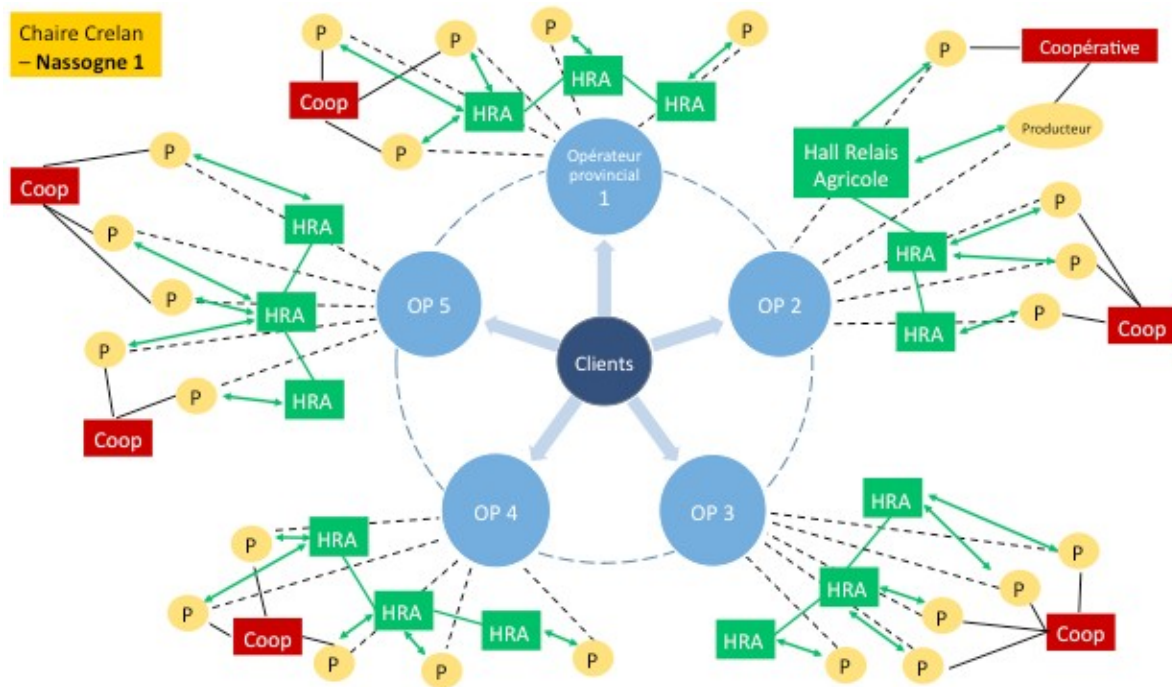 Chaire Crelan
– Nassogne 1
P
P
P
P
P
HRA
HRA
HRA
Coop
Coopérative
Producteur
Hall Relais
Agricole
Opérateur
provincial
1
P
Coop
P
P
P
P
HRA
HRA
HRA
Coop
OP 5
OP 2
Clients
P
P
P
HRA
HRA
Coop
OP 4
OP 3
P
P
HRA
HRA
HRA
Coop
P
P
P
HRA
HRA
HRA
P
P
P
P
P
Coop